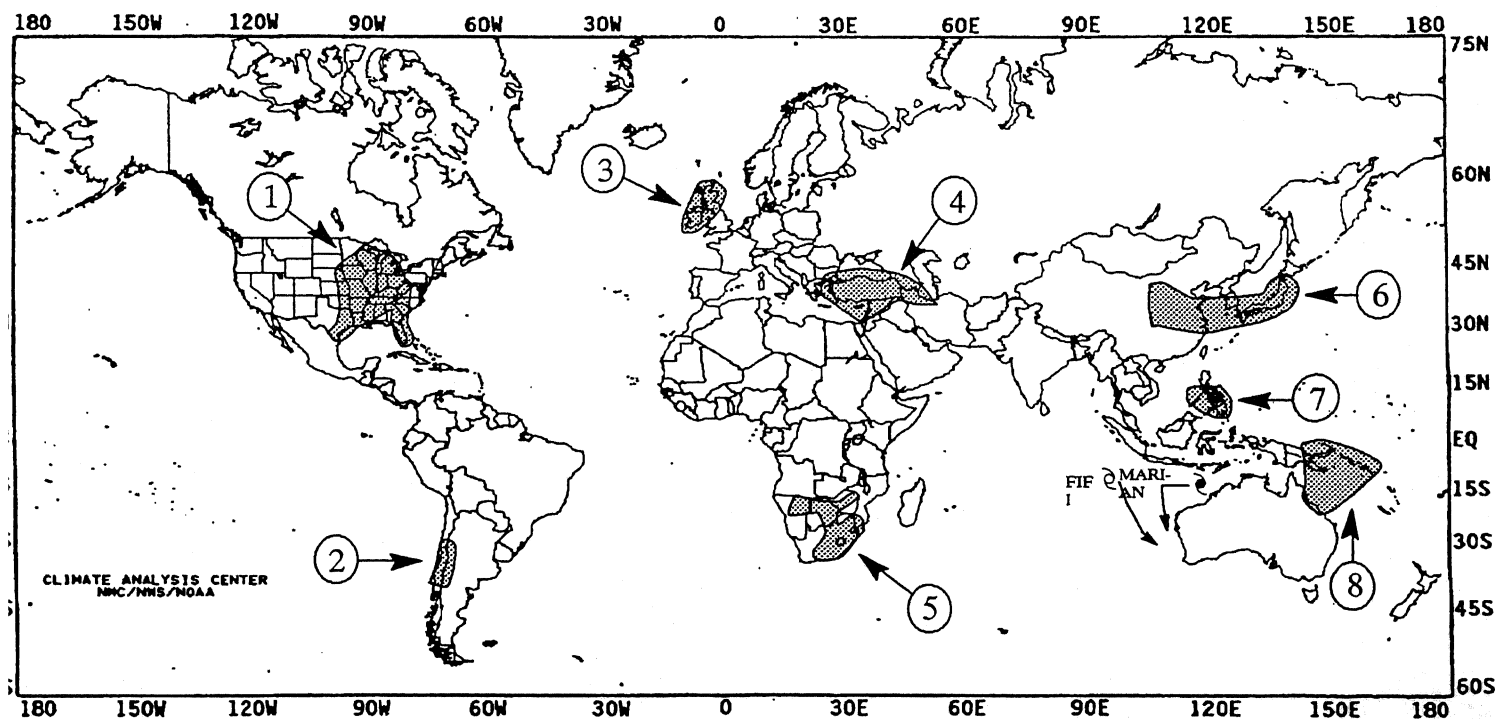 180 150W 120W 90W 60W 30W 0 30E 60E 90E 120E 150E 180
75N
60N
3
1
4
45N
6
30N
15N
7
EQ
FIF
I
MARI-
AN
15S
30S
2
8
5
CLIMATE ANALYSIS CENTER
NMC/NWS/NOAA
45S
60S
180 150W 120W 90W 60W 30W 0 30E 60E 90E 120E 150E 180